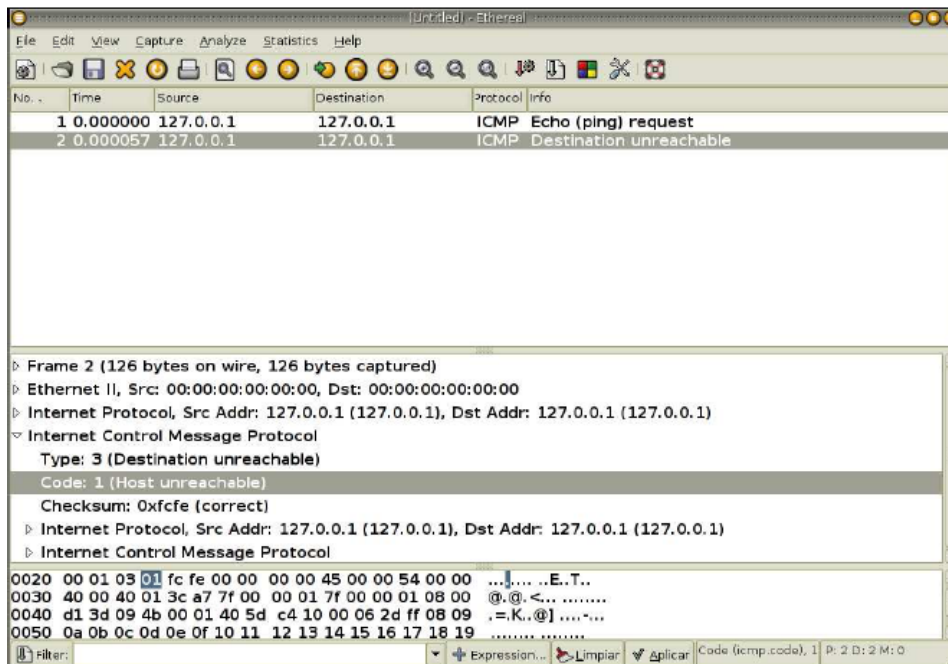 (Untitled) - Ethereal
File Edit View Capture Analyze Statistics Help
No. . Time Source Destination Protocol Info
1 0.000000 127.0.0.1 127.0.0.1 ICMP Echo (ping) request
2 0.000057 127.0.0.1 127.0.0.1 ICMP Destination unreachable
Frame 2 (126 bytes on wire, 126 bytes captured)
Ethernet II, Src: 00:00:00:00:00:00, Dst: 00:00:00:00:00:00
Internet Protocol, Src Addr: 127.0.0.1 (127.0.0.1), Dst Addr: 127.0.0.1 (127.0.0.1)
Internet Control Message Protocol
Type: 3 (Destination unreachable)
Code: 1 (Host unreachable)
Checksum: 0xfcfe (correct)
Internet Protocol, Src Addr: 127.0.0.1 (127.0.0.1), Dst Addr: 127.0.0.1 (127.0.0.1)
Internet Control Message Protocol
0020 00 01 03 01 fc fe 00 00 00 00 45 00 00 54 00 00 ........ ..E..T..
0030 40 00 40 01 3c a7 7f 00 00 01 7f 00 00 01 08 00 @.@.<... ........
0040 d1 3d 09 4b 00 01 40 5d c4 10 00 06 2d ff 08 09 .=.K..@] ....-...
0050 0a 0b 0c 0d 0e 0f 10 11 12 13 14 15 16 17 18 19 ........ ........
Filter: Expression... Limpiar Aplicar Code (icmp.code), 1 P: 2 D: 2 M: 0